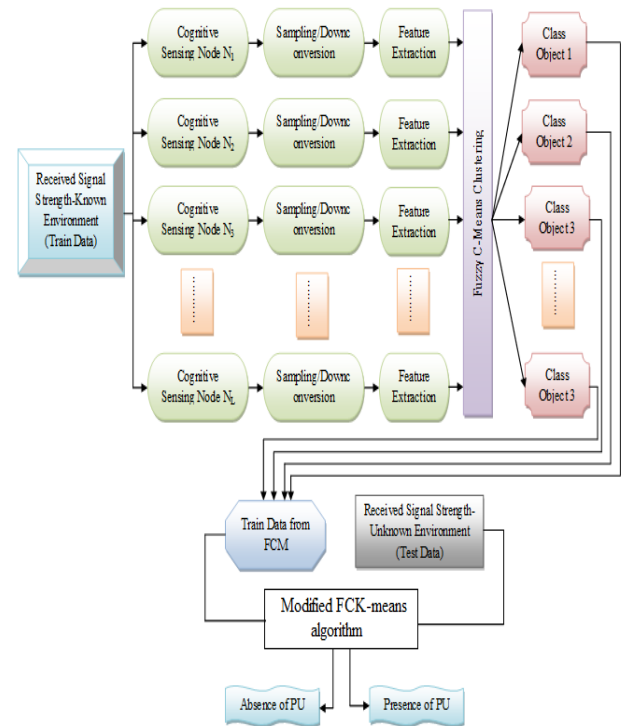 Cognitive
Sensing Node N1
Sampling/Downc
onversion
Feature
Extraction
Class
Object 1
Cognitive
Sensing Node N2
Sampling/Downc
onversion
Feature
Extraction
Class
Object 2
Received Signal
Strength-Known
Environment
(Train Data)
Cognitive
Sensing Node N3
Sampling/Downc
onversion
Feature
Extraction
Fuzzy C-Means Clustering
Class
Object 3
Cognitive
Sensing Node NL
Sampling/Downc
onversion
Feature
Extraction
Class
Object 3
Train Data from
FCM
Received Signal Strength-
Unknown Environment
(Test Data)
Modified FCK-means
algorithm
Absence of PU
Presence of PU